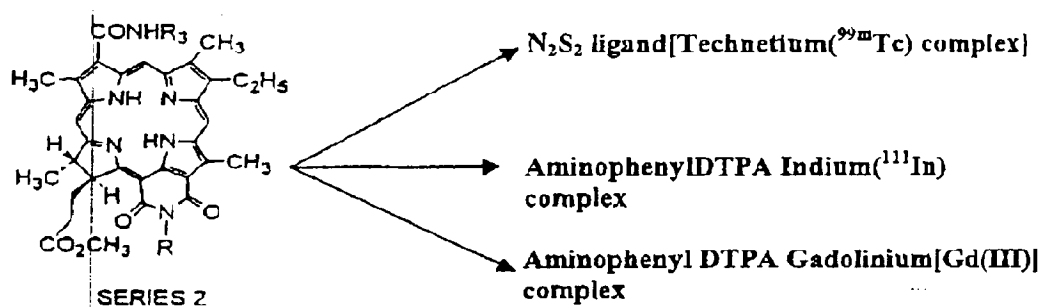 CONHR₃
CH₃
H₃C
C₂H₅
NH N
N HN
H
H₃C
CH₃
H
O N O
R
CO₂CH₃
SERIES 2
N₂S₂ ligand[Technetium(⁹⁹ᵐTc) complex]
AminophenylDTPA Indium(¹¹¹In)
complex
Aminophenyl DTPA Gadolinium[Gd(III)]
complex